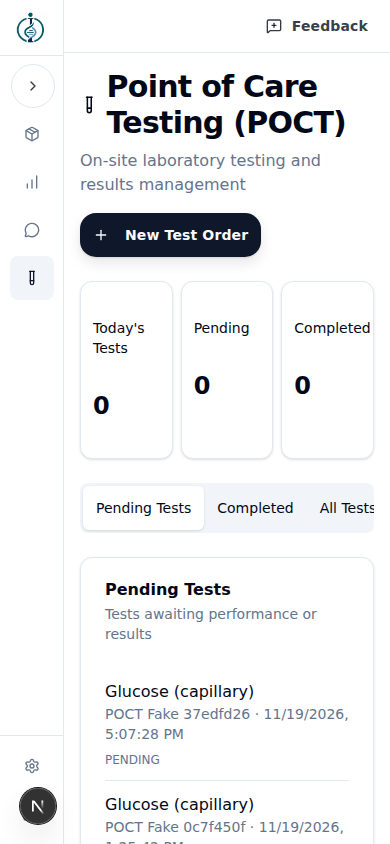 Feedback
Point of Care
Testing (POCT)
On-site laboratory testing and
results management
New Test Order
Today's
Tests
0
Pending
0
Completed
0
Pending Tests
Completed
All Tests
Pending Tests
Tests awaiting performance or
results
Glucose (capillary)
POCT Fake 37edfd26 · 11/19/2026,
5:07:28 PM
PENDING
Glucose (capillary)
POCT Fake 0c7f450f · 11/19/2026,
N